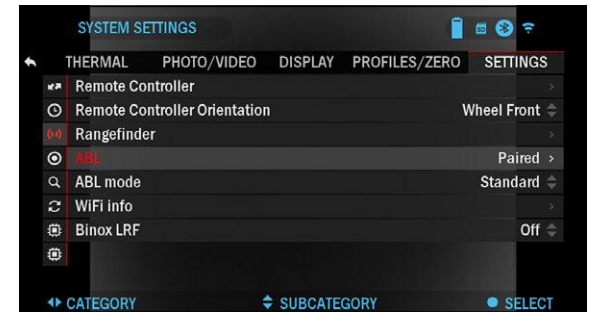 SYSTEM SETTINGS
THERMAL PHOTO/VIDEO DISPLAY PROFILES/ZERO SETTINGS
Remote Controller >
Remote Controller Orientation Wheel Front
Rangefinder >
ABL Paired >
ABL mode Standard
WiFi info >
Binox LRF Off
CATEGORY SUBCATEGORY SELECT